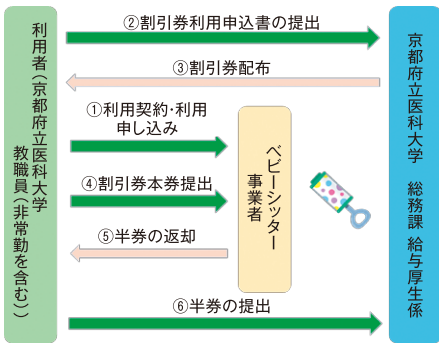 利用者(京都府立医科大学
教職員(非常勤を含む))
②割引券利用申込書の提出
③割引券配布
①利用契約・利用
申し込み
④割引券本券提出
⑤半券の返却
⑥半券の提出
ベビーシッター
事業者
京都府立医科大学 総務課 給与厚生係